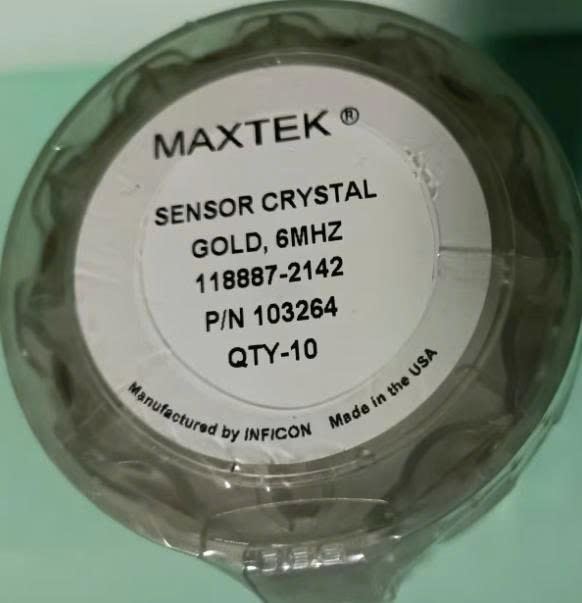 MAXTEK ®
SENSOR CRYSTAL
GOLD, 6MHZ
118887-2142
P/N 103264
QTY-10
Manufactured by INFICON Made in the USA